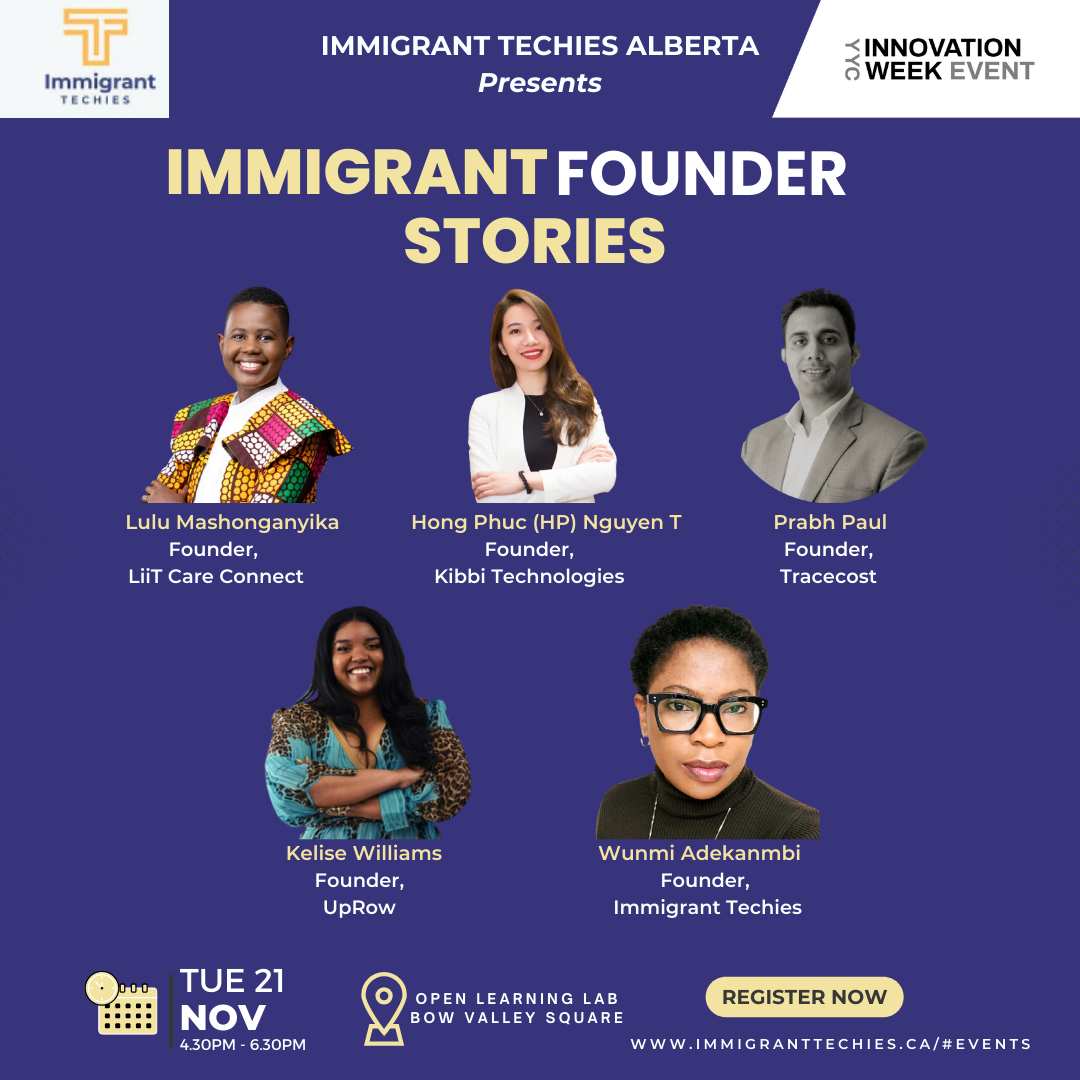 Immigrant
TECHIES
IMMIGRANT TECHIES ALBERTA
Presents
YYC
INNOVATION
WEEK EVENT
IMMIGRANT FOUNDER
STORIES
Lulu Mashonganyika
Founder,
LiiT Care Connect
Hong Phuc (HP) Nguyen T
Founder,
Kibbi Technologies
Prabh Paul
Founder,
Tracecost
Kelise Williams
Founder,
UpRow
Wunmi Adekanmbi
Founder,
Immigrant Techies
TUE 21
NOV
4.30PM - 6.30PM
OPEN LEARNING LAB
BOW VALLEY SQUARE
REGISTER NOW
WWW.IMMIGRANTTECHIES.CA/#EVENTS